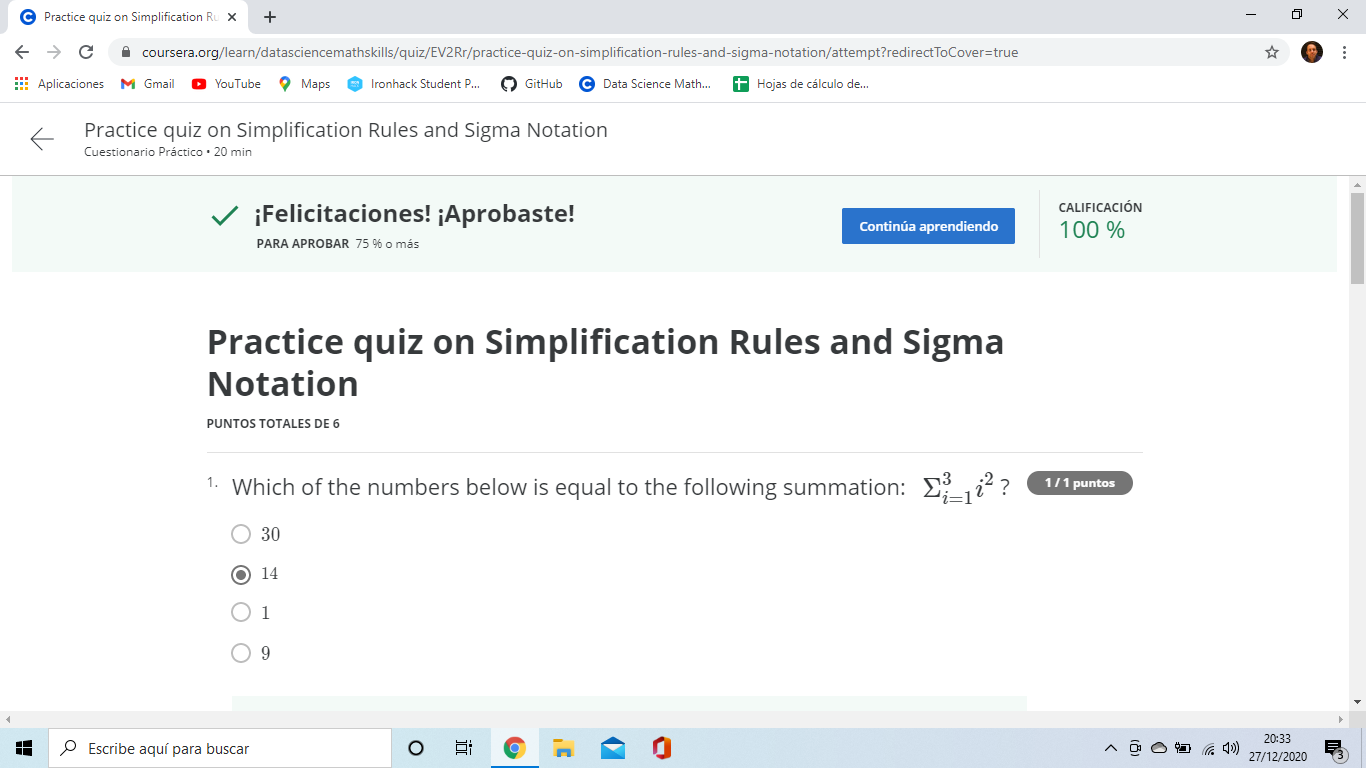 Practice quiz on Simplification Ru
coursera.org/learn/datasciencemathskills/quiz/EV2Rr/practice-quiz-on-simplification-rules-and-sigma-notation/attempt?redirectToCover=true
Aplicaciones Gmail YouTube Maps Ironhack Student P... GitHub Data Science Math... Hojas de cálculo de...
Practice quiz on Simplification Rules and Sigma Notation
Cuestionario Práctico • 20 min
¡Felicitaciones! ¡Aprobaste!
PARA APROBAR 75 % o más
Continúa aprendiendo
CALIFICACIÓN
100 %
Practice quiz on Simplification Rules and Sigma
Notation
PUNTOS TOTALES DE 6
1. Which of the numbers below is equal to the following summation: Σ³ᵢ₌₁ i² ? 1 / 1 puntos
30
14
1
9
Escribe aquí para buscar
20:33
27/12/2020
3